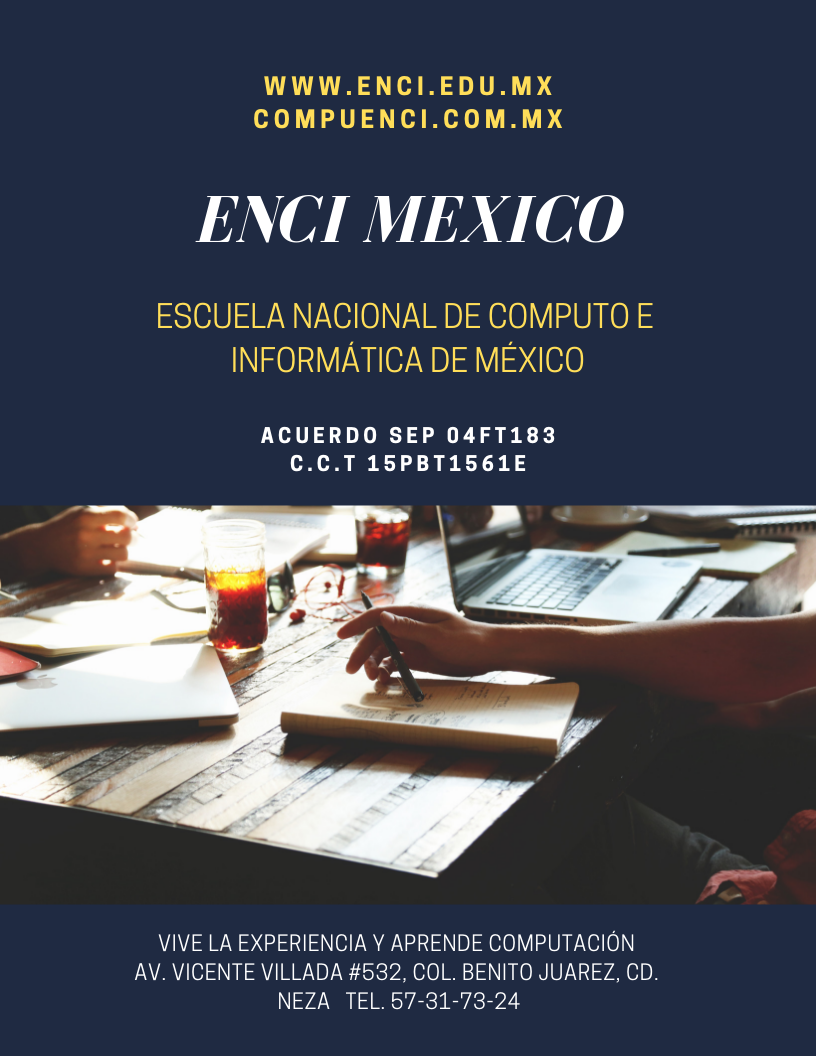 WWW.ENCI.EDU.MX
COMPUENCI.COM.MX
ENCI MEXICO
ESCUELA NACIONAL DE COMPUTO E
INFORMÁTICA DE MÉXICO
ACUERDO SEP 04FT183
C.C.T 15PBT1561E
VIVE LA EXPERIENCIA Y APRENDE COMPUTACIÓN
AV. VICENTE VILLADA #532, COL. BENITO JUAREZ, CD.
NEZA TEL. 57-31-73-24